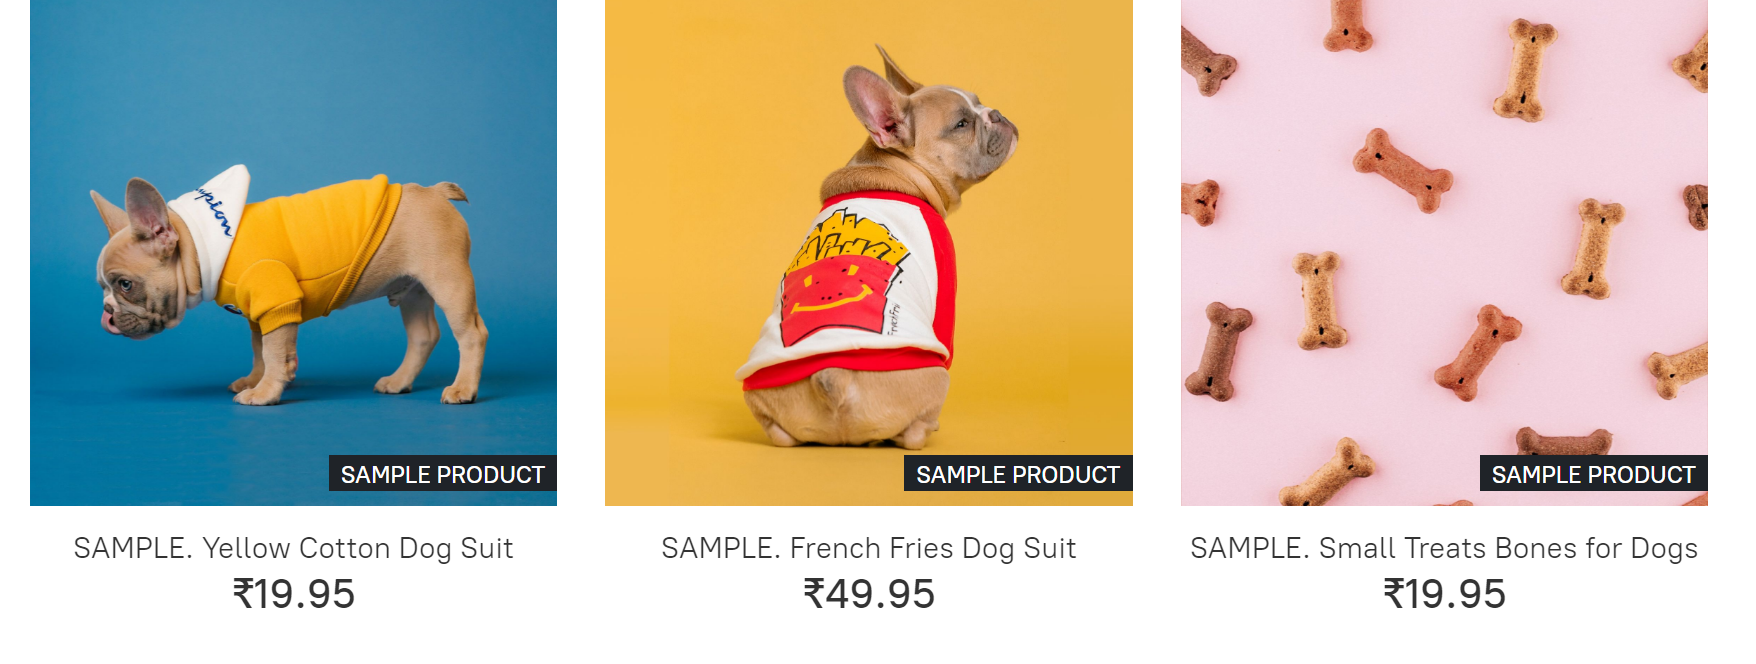 SAMPLE PRODUCT
SAMPLE. Yellow Cotton Dog Suit
₹19.95
SAMPLE PRODUCT
SAMPLE. French Fries Dog Suit
₹49.95
SAMPLE PRODUCT
SAMPLE. Small Treats Bones for Dogs
₹19.95